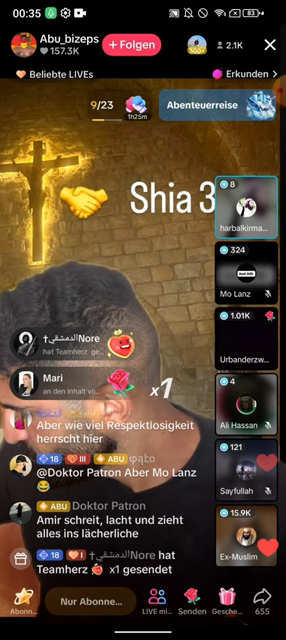 00:35
83
Abu_bizeps
157.3K
+ Folgen
2.1K
Beliebte LIVEs
Erkunden >
9/23
1h25m
Abenteuerreise
Shia 3
8
harbalkirma...
324
Mo Lanz
1.01K
Urbanderzw...
4
Ali Hassan
121
Sayfullah
15.9K
Ex-Muslim
†الدمشقي†Nore
hat Teamherz ge...
Mari
an den Inhalt vo...
x1
Aber wie viel Respektlosigkeit
herrscht hier
18 III ABU
@Doktor Patron Aber Mo Lanz
😂
ABU Doktor Patron
Amir schreit, lacht und zieht
alles ins lächerliche
18 I †الدمشقي†Nore hat
Teamherz x1 gesendet
Abonn...
Nur Abonne...
LIVE mi...
Senden
Gesche...
655